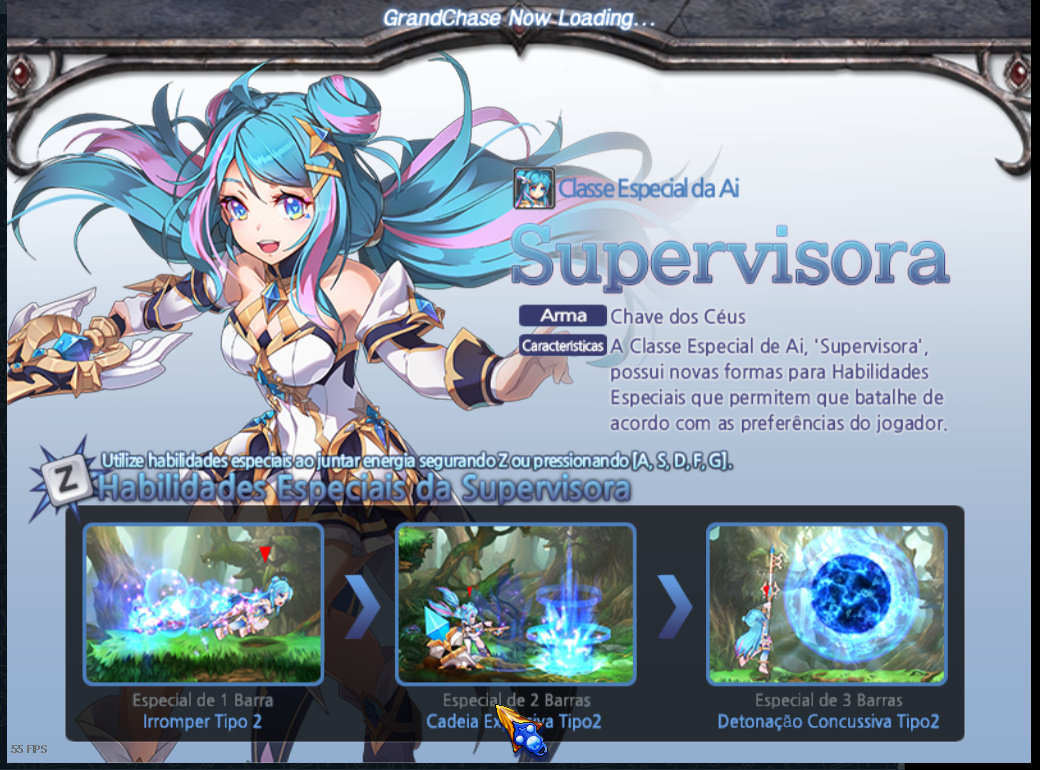 GrandChase Now Loading...
Classe Especial da Ai
Supervisora
Arma Chave dos Céus
Características A Classe Especial de Ai, 'Supervisora',
possui novas formas para Habilidades
Especiais que permitem que batalhe de
acordo com as preferências do jogador.
Z
Utilize habilidades especiais ao juntar energia segurando Z ou pressionando [A, S, D, F, G].
Habilidades Especiais da Supervisora
Especial de 1 Barra
Irromper Tipo 2
Especial de 2 Barras
Cadeia Tipo2
Especial de 3 Barras
Detonação Concussiva Tipo2
55 FPS